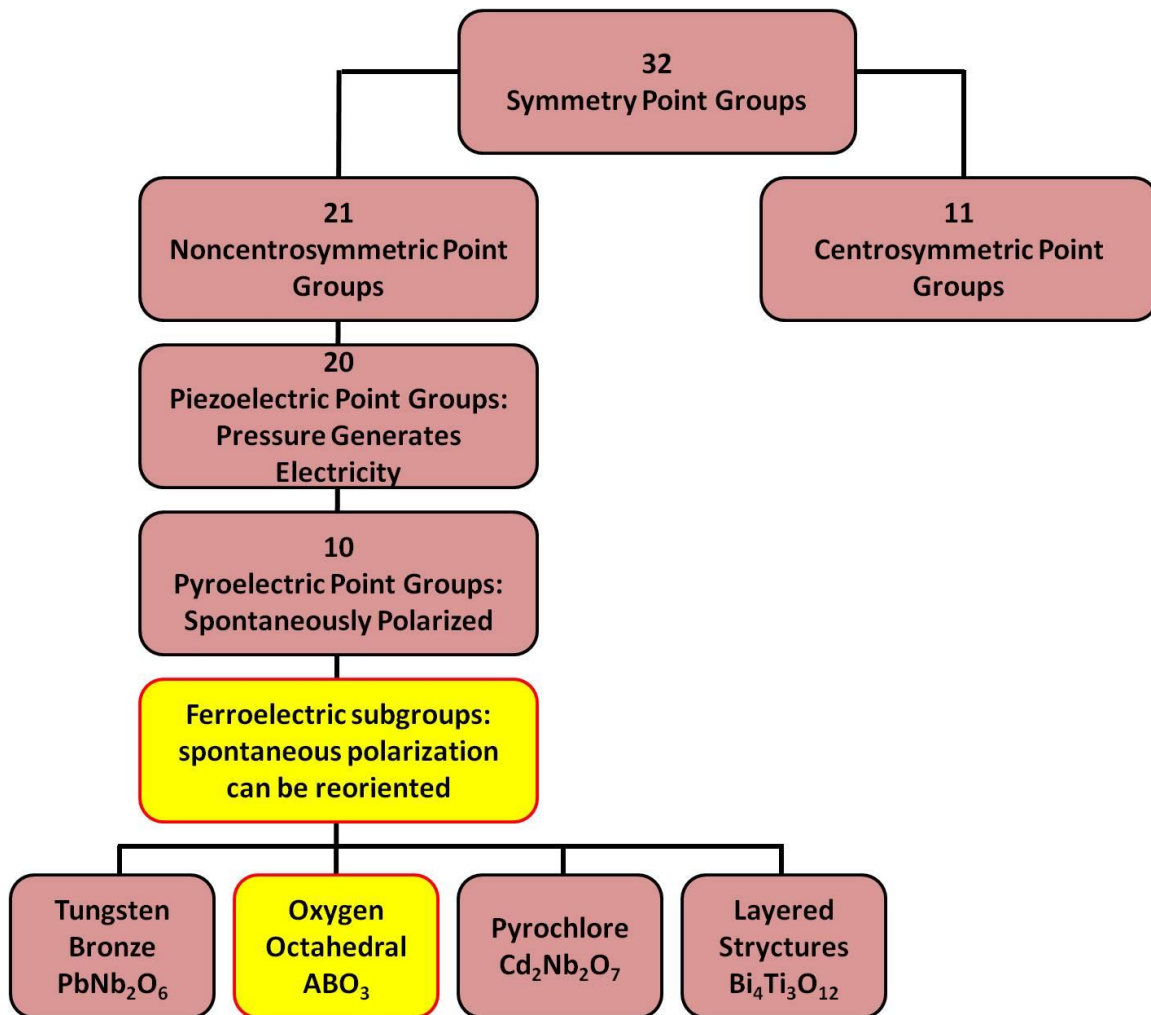 32
Symmetry Point Groups
21
Noncentrosymmetric Point
Groups
11
Centrosymmetric Point
Groups
20
Piezoelectric Point Groups:
Pressure Generates
Electricity
10
Pyroelectric Point Groups:
Spontaneously Polarized
Ferroelectric subgroups:
spontaneous polarization
can be reoriented
Tungsten
Bronze
PbNb₂O₆
Oxygen
Octahedral
ABO₃
Pyrochlore
Cd₂Nb₂O₇
Layered
Stryctures
Bi₄Ti₃O₁₂